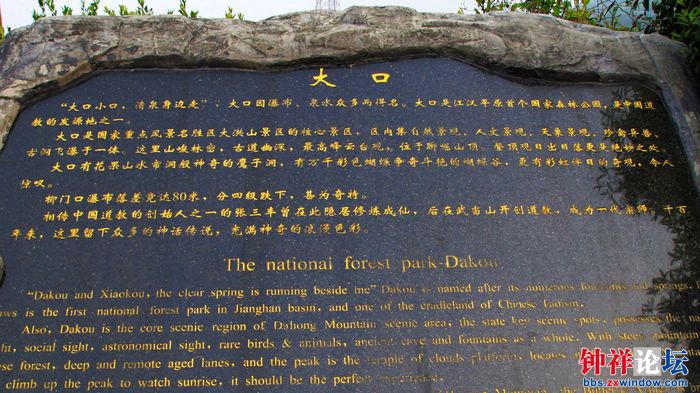 大口
"大口小口，清泉身边走"，大口因瀑布、泉水众多而得名。大口是江汉平原首个国家森林公园，是中国道
教的发源地之一。
大口是国家重点风景名胜区大洪山景区的核心景区，区内集自然景观、人文景观、天象景观、珍禽异兽、
古洞飞瀑于一体。这里山峻林密，古道幽深，最高峰云台观，位于聊屈山顶，登顶观日出日落更是绝妙之处
大口有花果山水帘洞般神奇的鹰子洞，有万千彩色蝴蝶争奇斗艳的蝴蝶谷，更有彩虹伴日的奇观，令人
惊叹。
柳门口瀑布落差竟达80米，分四级跌下，甚为奇特。
相传中国道教的创始人之一的张三丰曾在此隐居修炼成仙，后在武当山开创道教，成为一代宗师，千百
年来，这里留下众多的神话传说，充满神奇的浪漫色彩。
The national forest park-Dakou
"Dakou and Xiaokou, the clear spring is running beside me" Dakou is named after its numerous fountains and springs.
is the first national forest park in Jianghan basin, and one of the cradleland of Chinese Taoism.
Also, Dakou is the core scenic region of Dahong Mountain scenic area, the state key scenic spots, possesses the
social sight, astronomical sight, rare birds & animals, ancient cave and fountains as a whole. With Steep mountain
forest, deep and remote aged lanes, and the peak is the temple of clouds platform, locates
climb up the peak to watch sunrise, it should be the perfect experience.
钟祥论坛
bbs.zxwindow.com